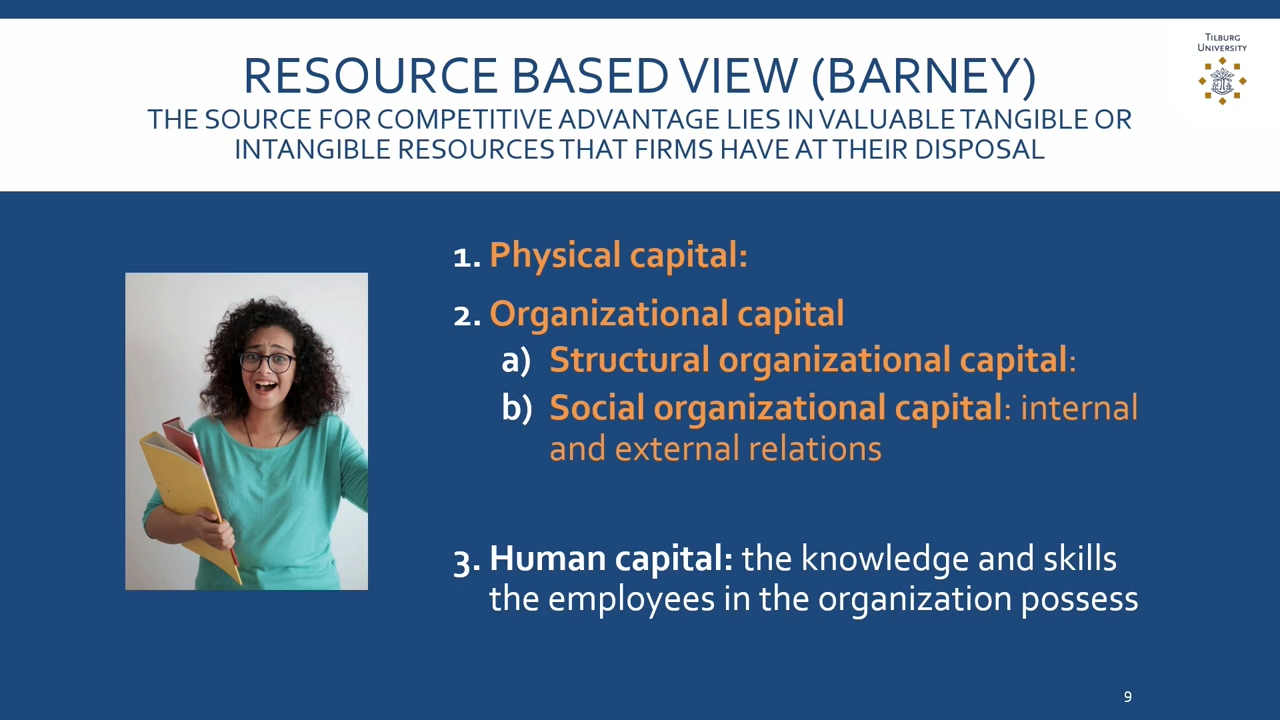 RESOURCE BASED VIEW (BARNEY)
THE SOURCE FOR COMPETITIVE ADVANTAGE LIES IN VALUABLE TANGIBLE OR
INTANGIBLE RESOURCES THAT FIRMS HAVE AT THEIR DISPOSAL
TILBURG
UNIVERSITY
1. Physical capital:
2. Organizational capital
a) Structural organizational capital:
b) Social organizational capital: internal
and external relations
3. Human capital: the knowledge and skills
the employees in the organization possess
9